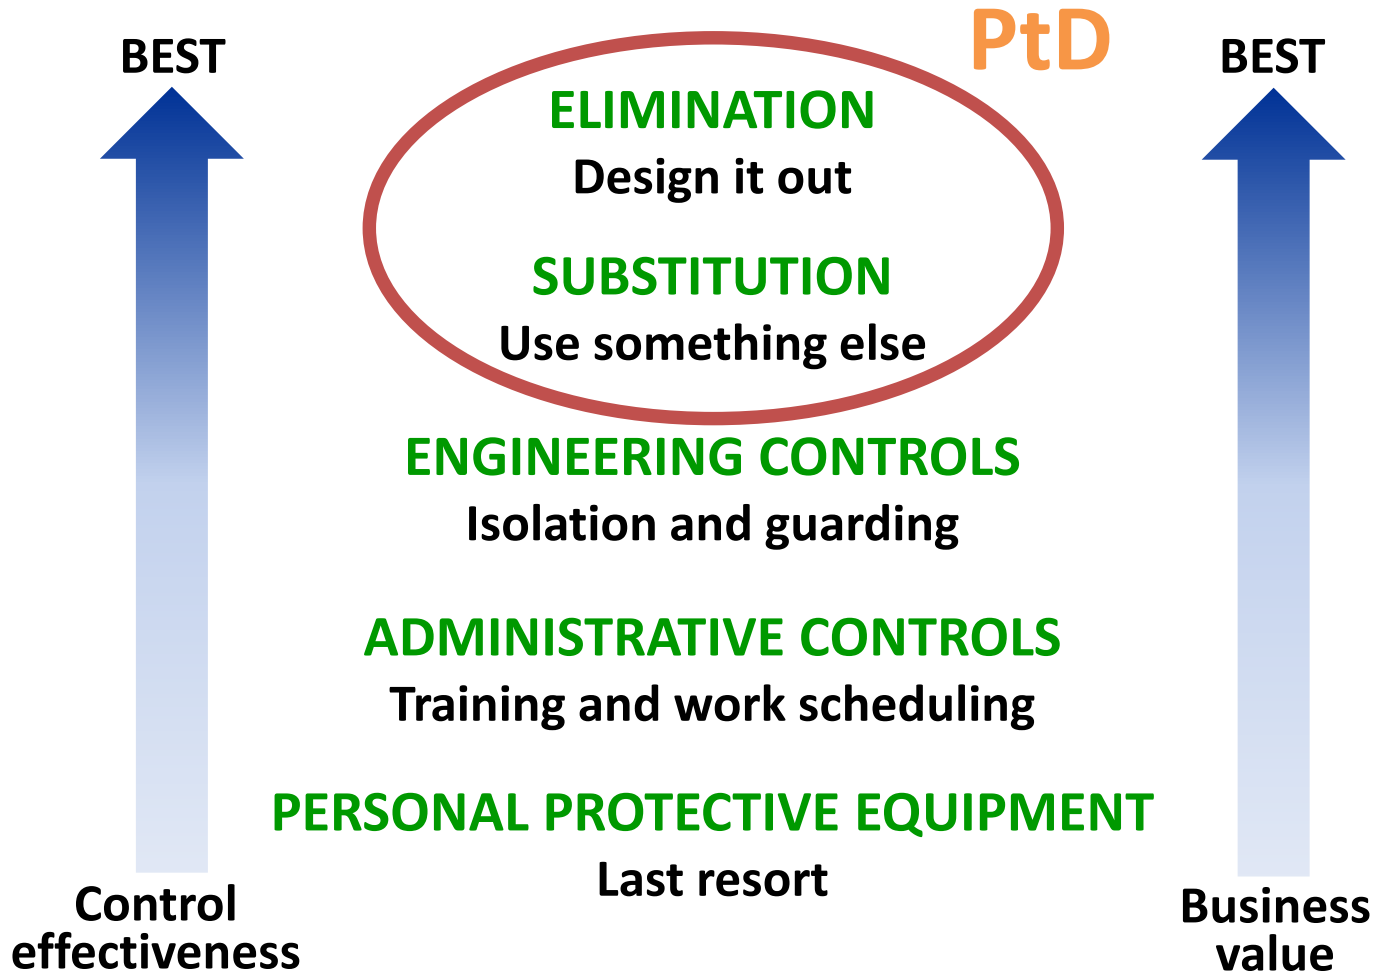 PtD
BEST
BEST
ELIMINATION
Design it out
SUBSTITUTION
Use something else
ENGINEERING CONTROLS
Isolation and guarding
ADMINISTRATIVE CONTROLS
Training and work scheduling
PERSONAL PROTECTIVE EQUIPMENT
Last resort
Control
effectiveness
Business
value